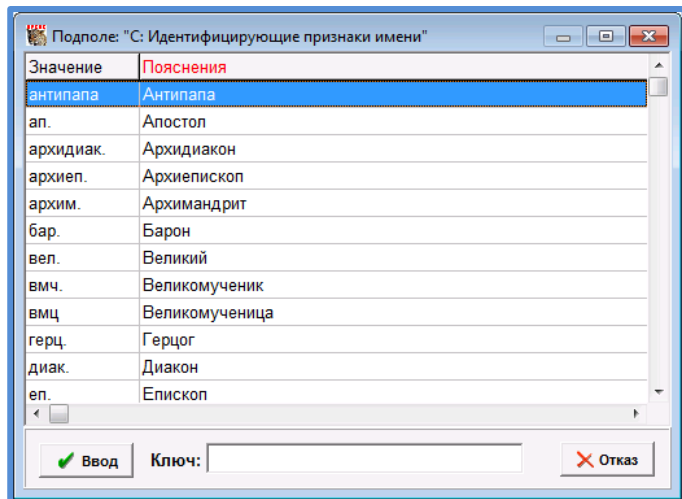 Подполе: "С: Идентифицирующие признаки имени"
Значение Пояснения
антипапа Антипапа
ап. Апостол
архидиак. Архидиакон
архиеп. Архиепископ
архим. Архимандрит
бар. Барон
вел. Великий
вмч. Великомученик
вмц Великомученица
герц. Герцог
диак. Диакон
еп. Епископ
Ввод Ключ: Отказ